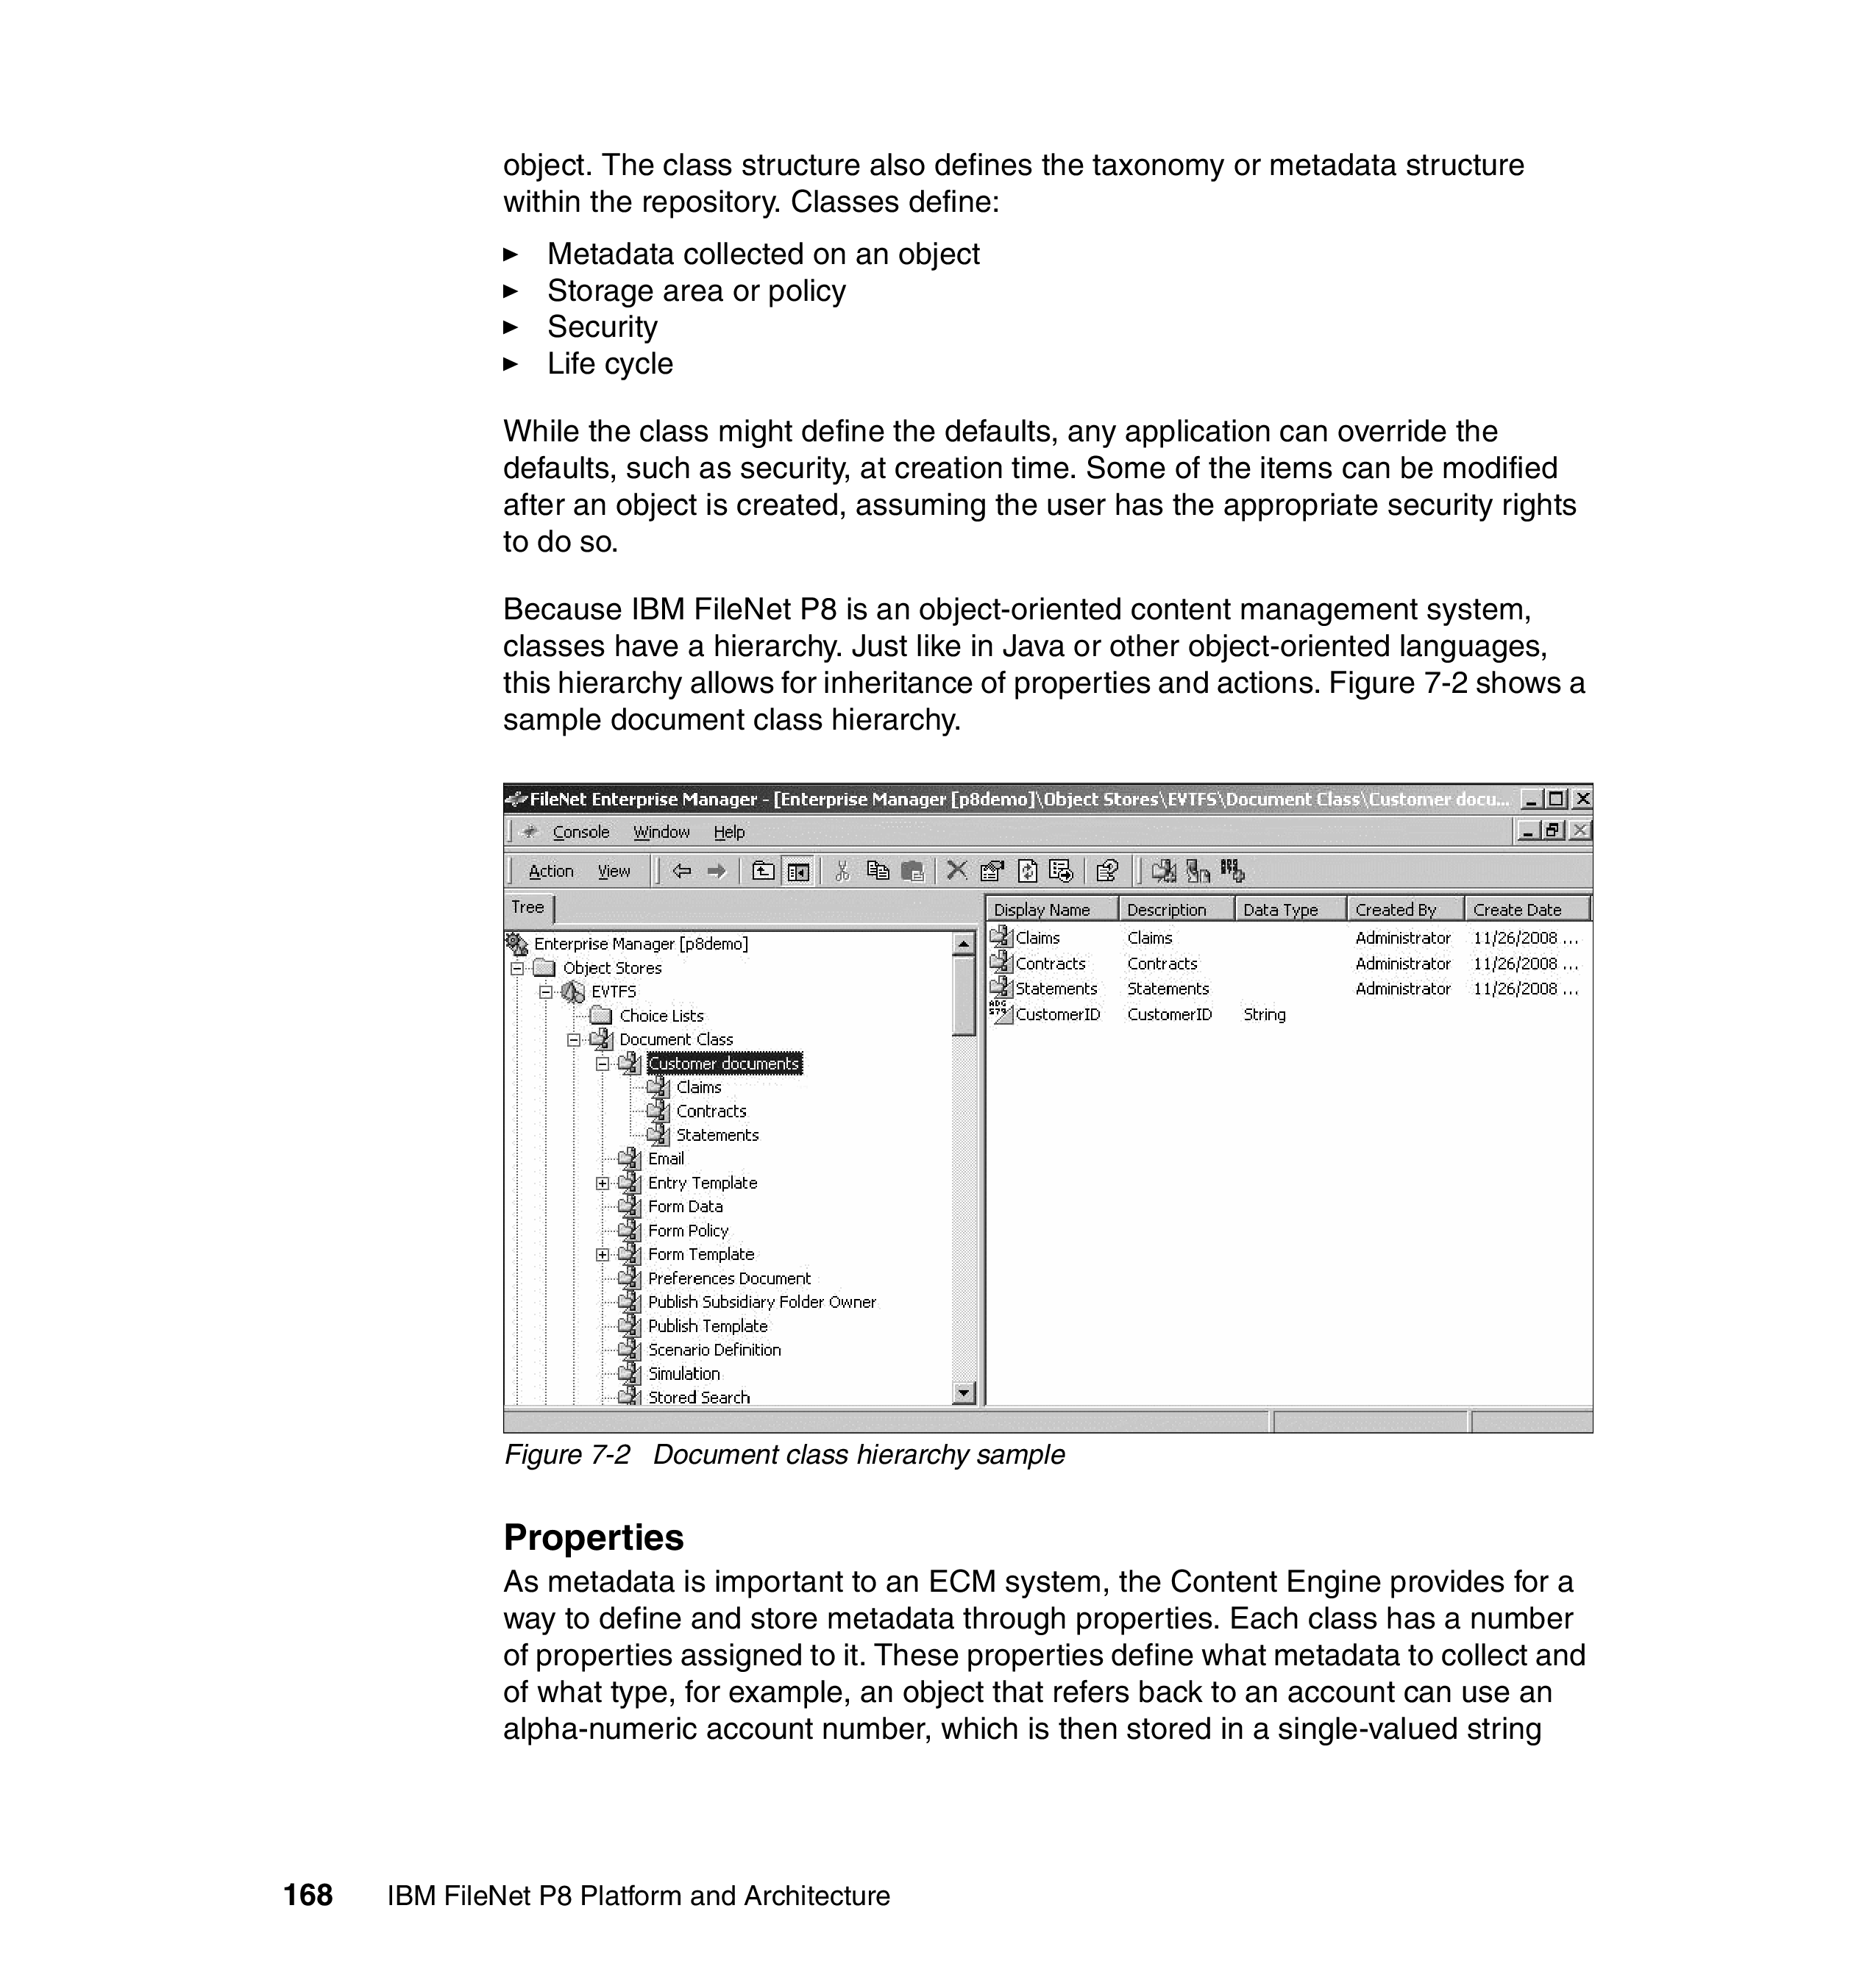 object. The class structure also defines the taxonomy or metadata structure
within the repository. Classes define:
► Metadata collected on an object
► Storage area or policy
► Security
► Life cycle
While the class might define the defaults, any application can override the
defaults, such as security, at creation time. Some of the items can be modified
after an object is created, assuming the user has the appropriate security rights
to do so.
Because IBM FileNet P8 is an object-oriented content management system,
classes have a hierarchy. Just like in Java or other object-oriented languages,
this hierarchy allows for inheritance of properties and actions. Figure 7-2 shows a
sample document class hierarchy.
FileNet Enterprise Manager - [Enterprise Manager [p8demo]\Object Stores\EVTFS\Document Class\Customer docu...
Console Window Help
Action View
Tree
Enterprise Manager [p8demo]
Object Stores
EVTFS
Choice Lists
Document Class
Customer documents
Claims
Contracts
Statements
Email
Entry Template
Form Data
Form Policy
Form Template
Preferences Document
Publish Subsidiary Folder Owner
Publish Template
Scenario Definition
Simulation
Stored Search
Display Name Description Data Type Created By Create Date
Claims Claims Administrator 11/26/2008 ...
Contracts Contracts Administrator 11/26/2008 ...
Statements Statements Administrator 11/26/2008 ...
CustomerID CustomerID String
Figure 7-2 Document class hierarchy sample
Properties
As metadata is important to an ECM system, the Content Engine provides for a
way to define and store metadata through properties. Each class has a number
of properties assigned to it. These properties define what metadata to collect and
of what type, for example, an object that refers back to an account can use an
alpha-numeric account number, which is then stored in a single-valued string
168 IBM FileNet P8 Platform and Architecture